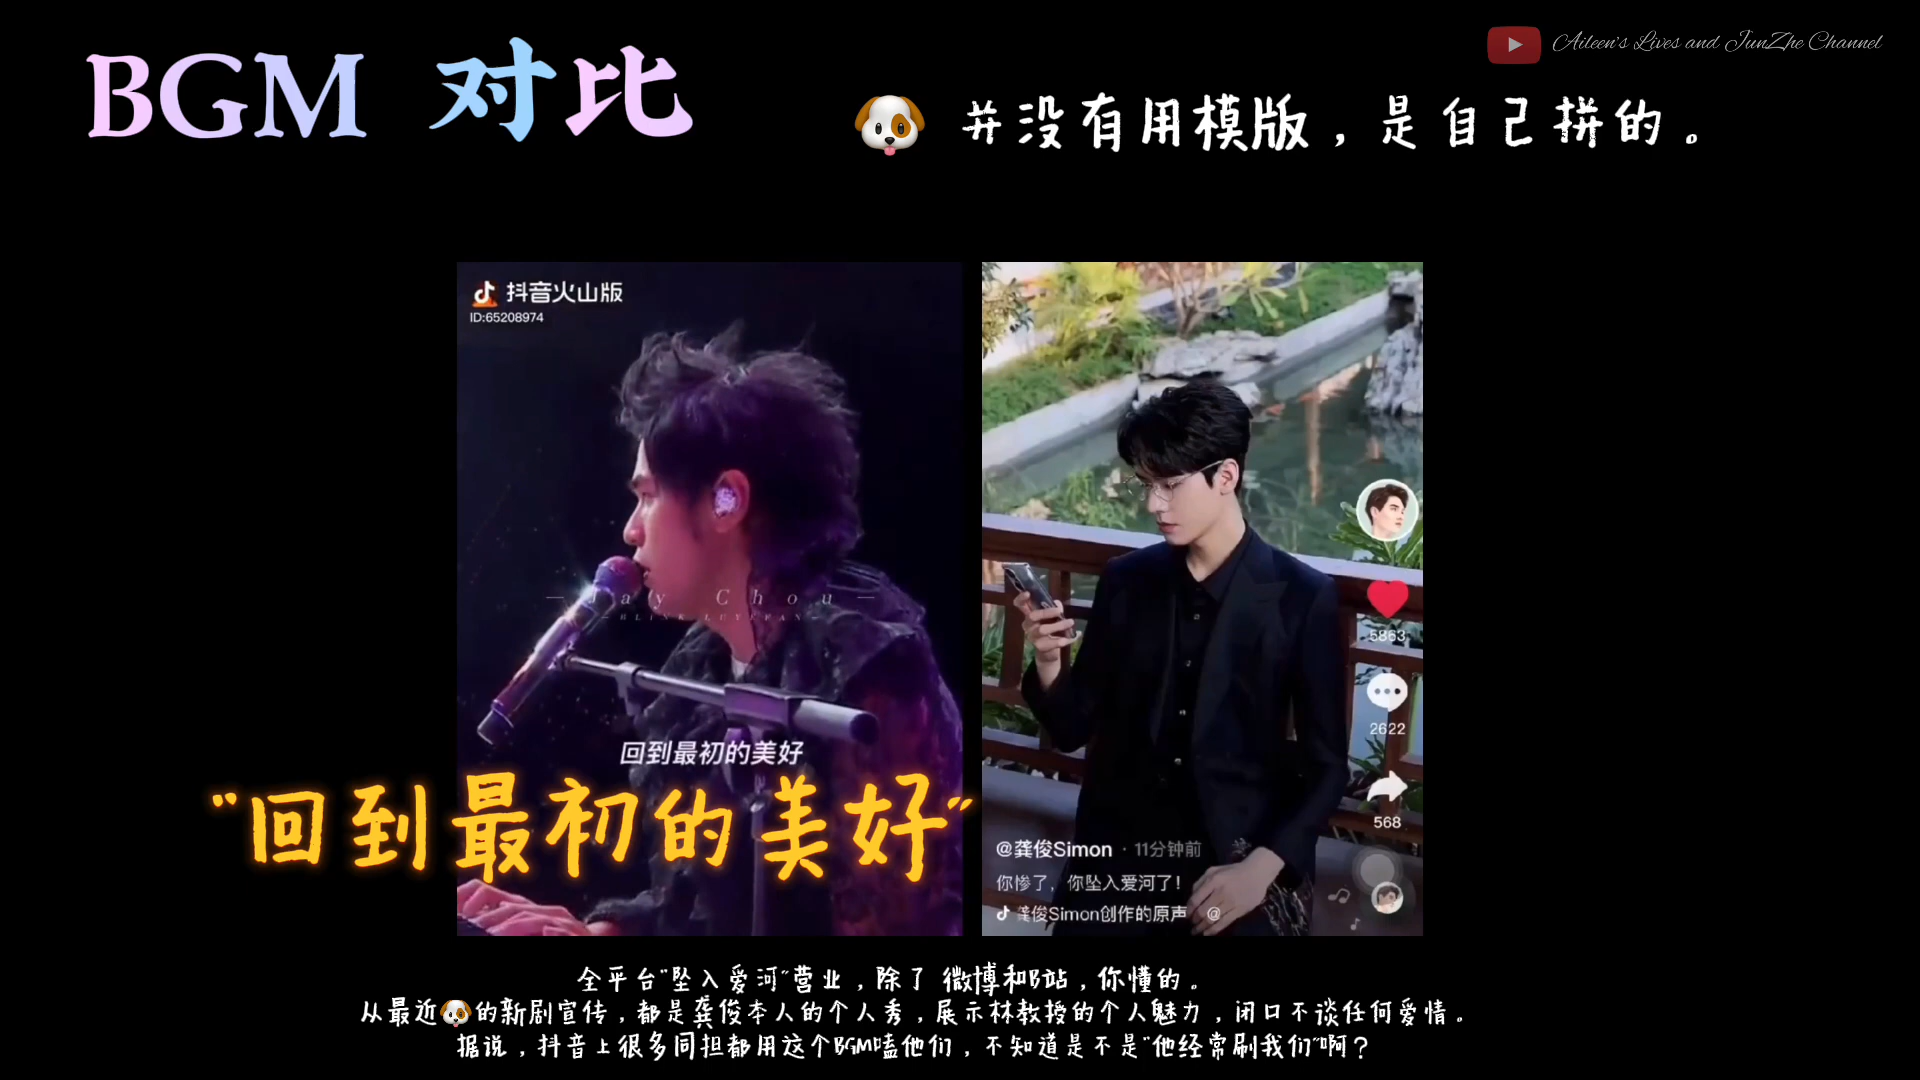 BGM 对比
Aileen's Lives and JunZhe Channel
并没有用模版，是自己拼的。
抖音火山版
ID:65208974
Jay Chou
回到最初的美好
"回到最初的美好"
5863
2622
568
@龚俊Simon · 11分钟前
你惨了，你坠入爱河了！
龚俊Simon创作的原声 @
全平台"坠入爱河"营业，除了 微博和B站，你懂的。
从最近的新剧宣传，都是龚俊本人的个人秀，展示林教授的个人魅力，闭口不谈任何爱情。
据说，抖音上很多同担都用这个BGM嗑他们，不知道是不是"他经常刷我们"啊？